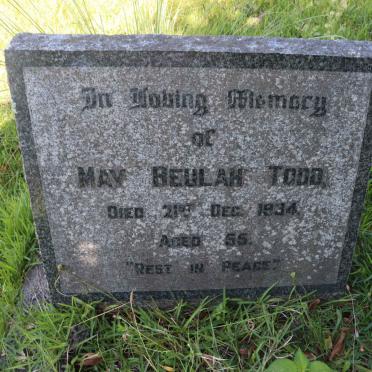 In Loving Memory
of
MAY BEULAH TODD.
DIED 21ST DEC. 1934.
AGED 55.
"REST IN PEACE."